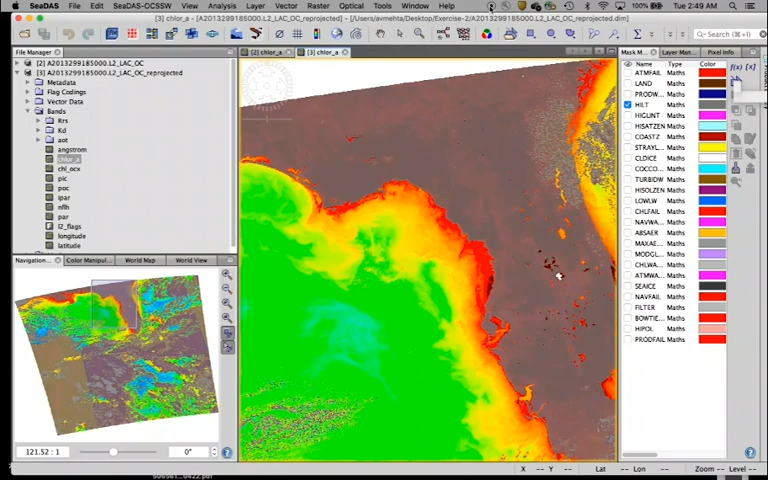 SeaDAS File Edit SeaDAS-OCSSW View Analysis Layer Vector Raster Optical Tools Window Help 100% Tue 2:49 AM
[3] chlor_a - [A2013299185000.L2_LAC_OC_reprojected] - [/Users/avmehta/Desktop/Exercise-2/A2013299185000.L2_LAC_OC_reprojected.dim]
Search (⌘+I)
File Manager
[2] chlor_a
[3] chlor_a
Mask M...
Layer Man...
Pixel Info
[2] A2013299185000.L2_LAC_OC
[3] A2013299185000.L2_LAC_OC_reprojected
Metadata
Flag Codings
Vector Data
Bands
Rrs
Kd
aot
angstrom
chlor_a
chl_ocx
pic
poc
ipar
nflh
par
l2_flags
longitude
latitude
Name Type Color
ATMFAIL Maths
LAND Maths
PRODW... Maths
HILT Maths
HIGLINT Maths
HISATZEN Maths
COASTZ Maths
STRAYL... Maths
CLDICE Maths
COCCO... Maths
TURBIDW Maths
HISOLZEN Maths
LOWLW Maths
CHLFAIL Maths
NAVWA... Maths
ABSAER Maths
MAXAE... Maths
MODGL... Maths
CHLWA... Maths
ATMWA... Maths
SEAICE Maths
NAVFAIL Maths
FILTER Maths
BOWTIE... Maths
HIPOL Maths
PRODFAIL Maths
f(x) [x]
Navigation...
Color Manipul...
World Map
World View
121.52 : 1
0°
X -- Y -- Lat -- Lon -- Zoom -- Level --